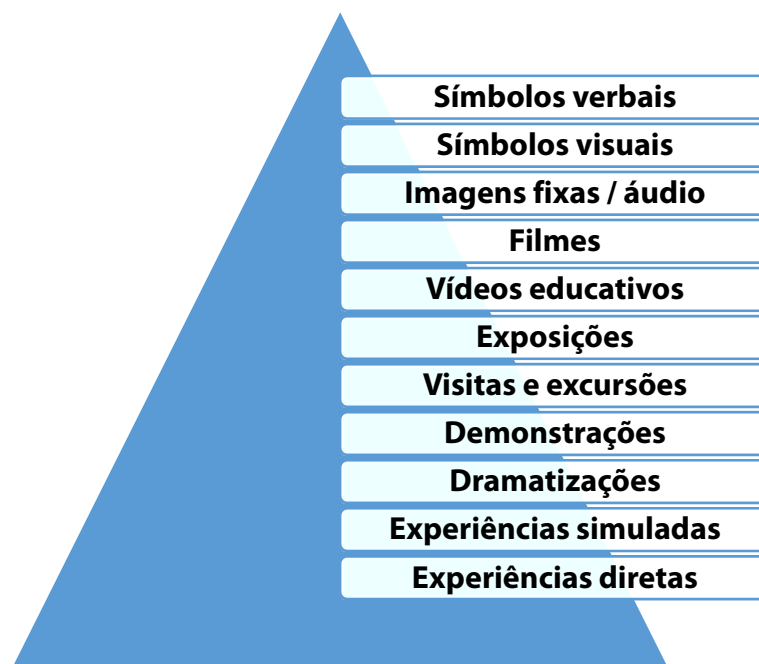 Símbolos verbais
Símbolos visuais
Imagens fixas / áudio
Filmes
Vídeos educativos
Exposições
Visitas e excursões
Demonstrações
Dramatizações
Experiências simuladas
Experiências diretas